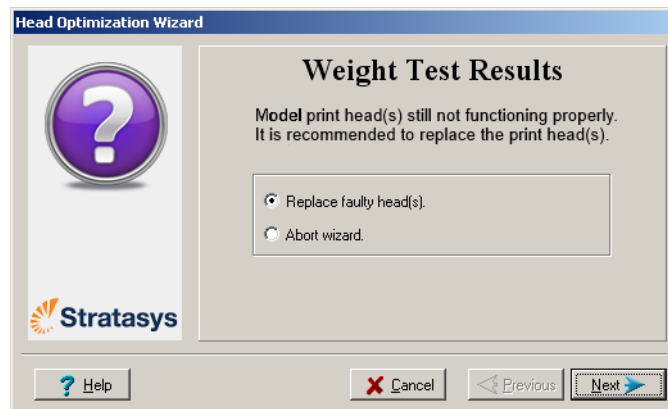 Head Optimization Wizard
Weight Test Results
Model print head(s) still not functioning properly.
It is recommended to replace the print head(s).
Replace faulty head(s).
Abort wizard.
Stratasys
? Help
Cancel
Previous
Next